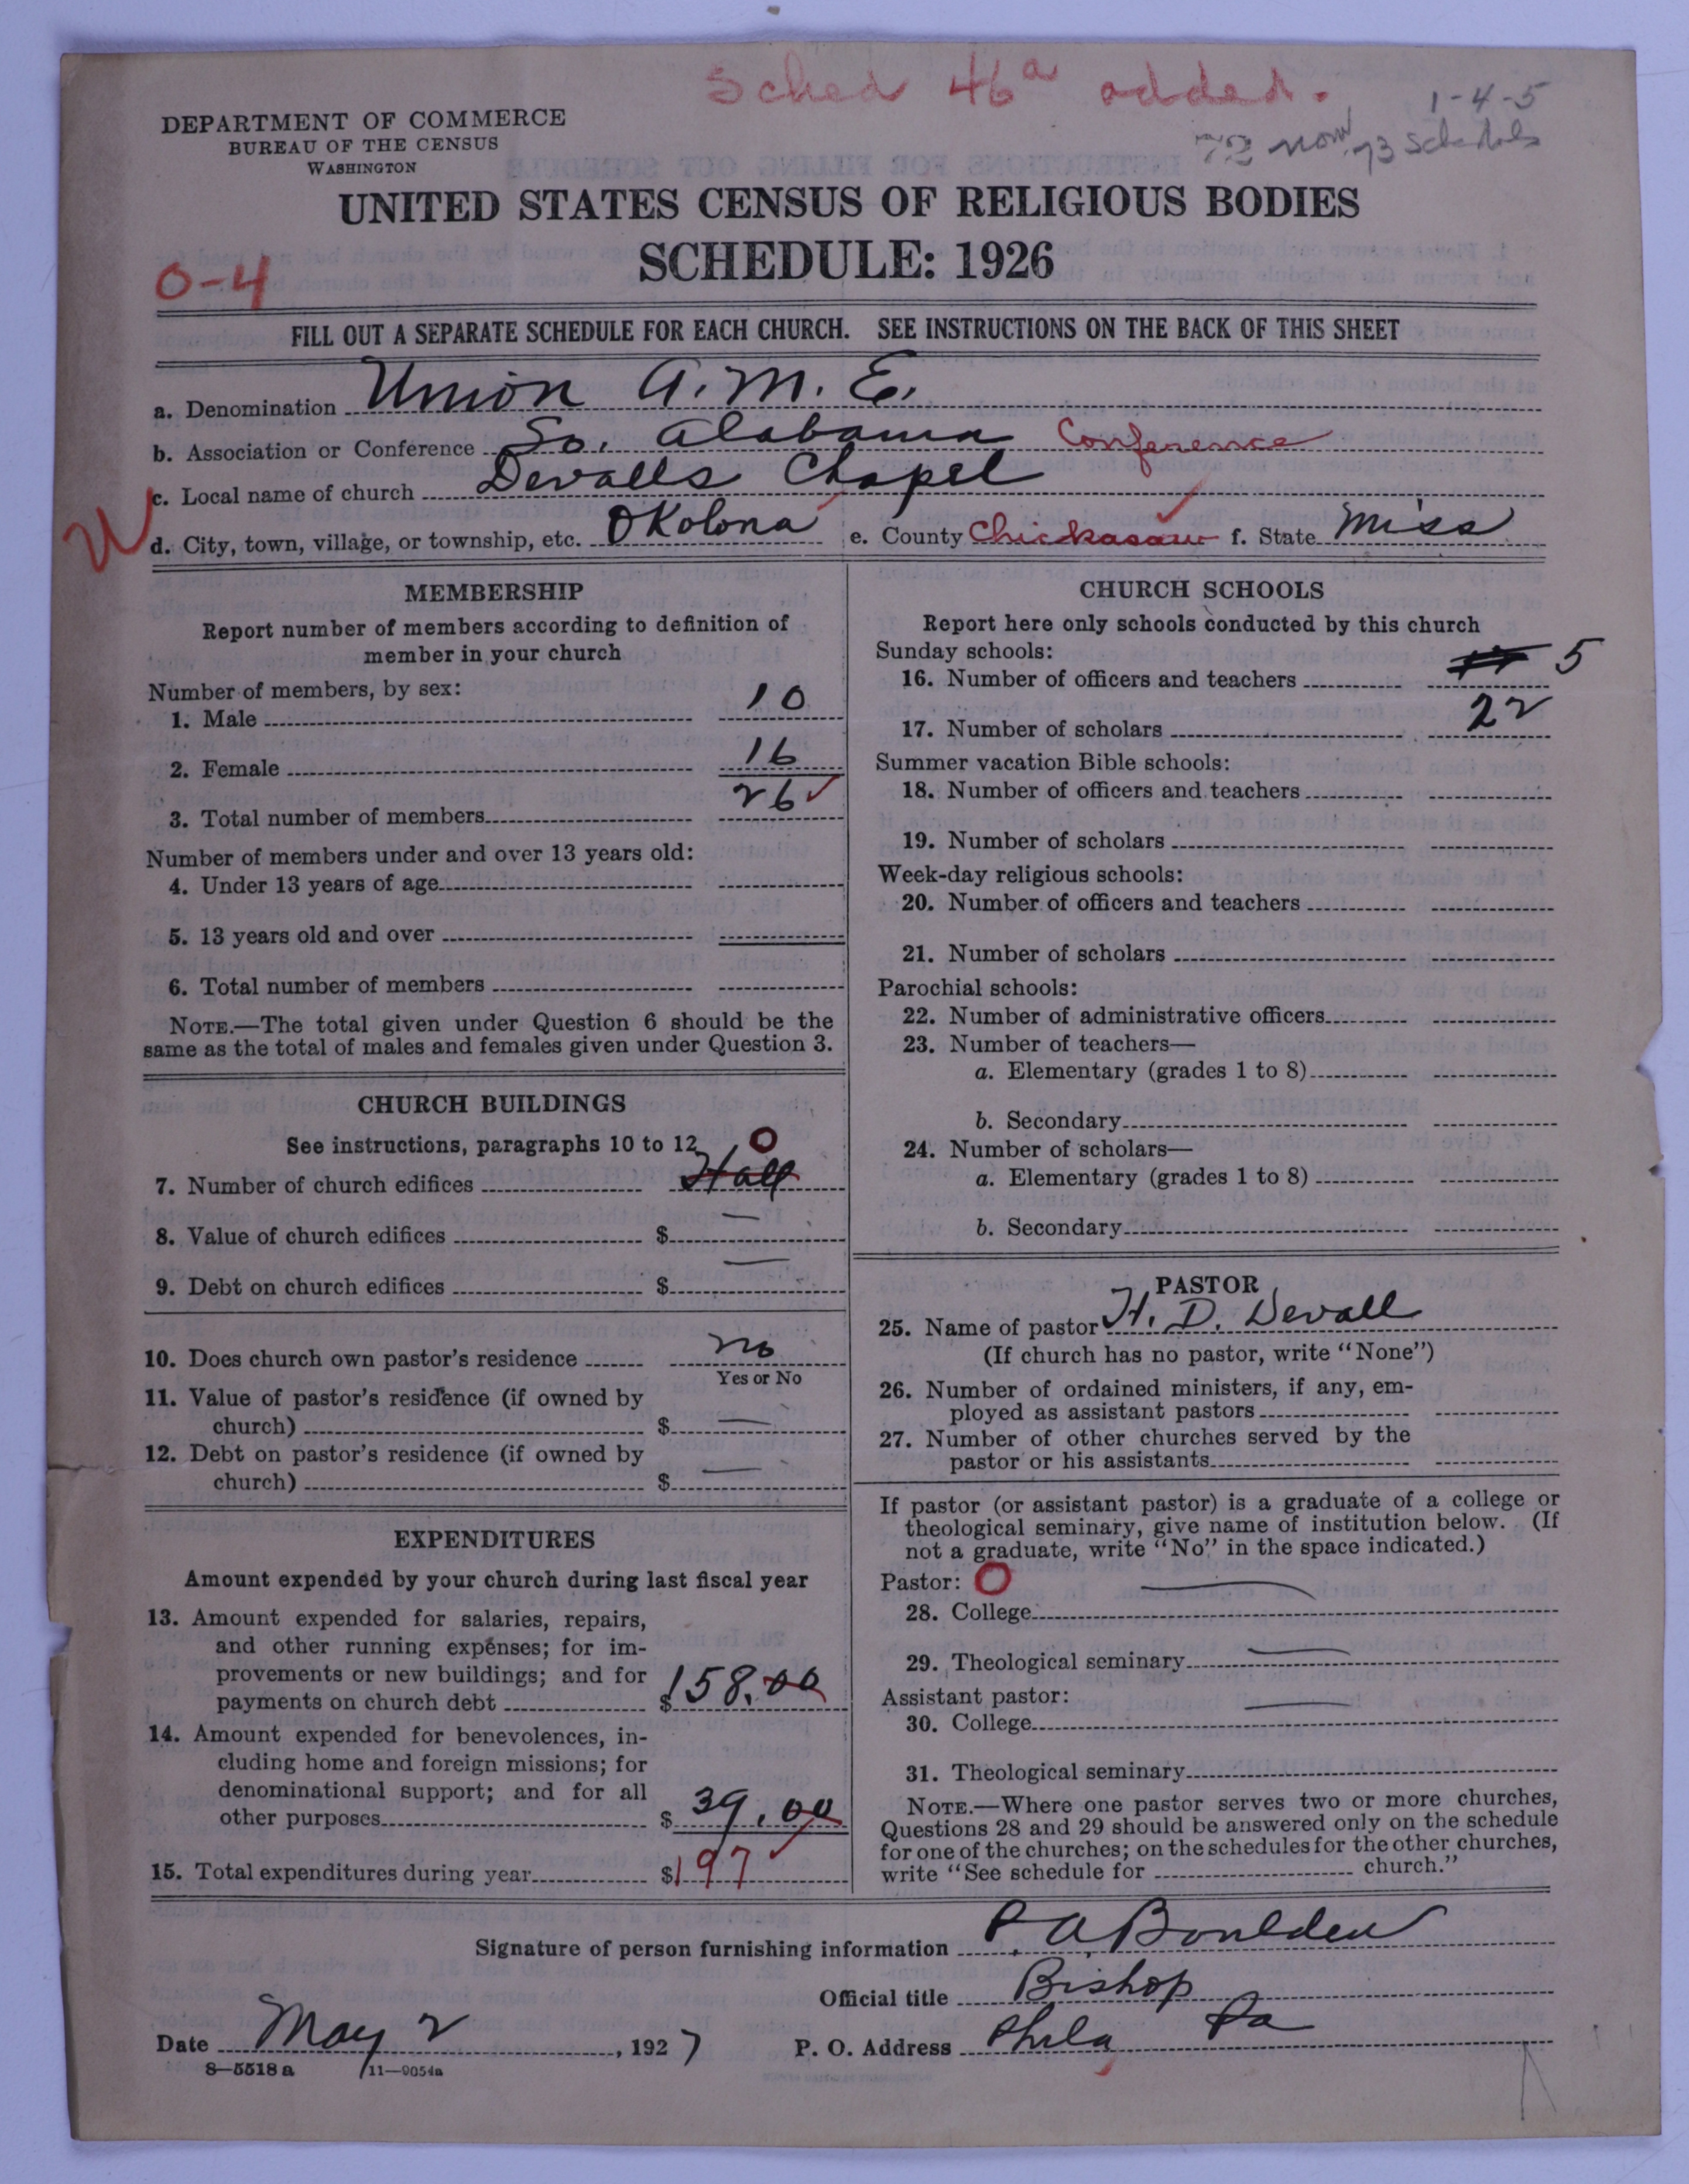 Sched 46a added.
1-4-5
72 now 73 Schedules
DEPARTMENT OF COMMERCE
BUREAU OF THE CENSUS
WASHINGTON
UNITED STATES CENSUS OF RELIGIOUS BODIES
SCHEDULE: 1926
0-4
FILL OUT A SEPARATE SCHEDULE FOR EACH CHURCH. SEE INSTRUCTIONS ON THE BACK OF THIS SHEET
a. Denomination Union A.M.E.
b. Association or Conference So. Alabama Conference
c. Local name of church Devalls Chapel
d. City, town, village, or township, etc. Okolona e. County Chickasaw f. State Miss
MEMBERSHIP
Report number of members according to definition of
member in your church
Number of members, by sex:
1. Male 10
2. Female 16
3. Total number of members 26
Number of members under and over 13 years old:
4. Under 13 years of age
5. 13 years old and over
6. Total number of members
NOTE.—The total given under Question 6 should be the
same as the total of males and females given under Question 3.
CHURCH BUILDINGS
See instructions, paragraphs 10 to 12
0
7. Number of church edifices Hall
8. Value of church edifices $ —
9. Debt on church edifices $ —
10. Does church own pastor's residence No
Yes or No
11. Value of pastor's residence (if owned by
church) $ —
12. Debt on pastor's residence (if owned by
church) $ —
EXPENDITURES
Amount expended by your church during last fiscal year
13. Amount expended for salaries, repairs,
and other running expenses; for im-
provements or new buildings; and for
payments on church debt $158.00
14. Amount expended for benevolences, in-
cluding home and foreign missions; for
denominational support; and for all
other purposes $ 39.00
15. Total expenditures during year $197
CHURCH SCHOOLS
Report here only schools conducted by this church
Sunday schools:
16. Number of officers and teachers 5
17. Number of scholars 22
Summer vacation Bible schools:
18. Number of officers and teachers
19. Number of scholars
Week-day religious schools:
20. Number of officers and teachers
21. Number of scholars
Parochial schools:
22. Number of administrative officers
23. Number of teachers—
a. Elementary (grades 1 to 8)
b. Secondary
24. Number of scholars—
a. Elementary (grades 1 to 8)
b. Secondary
PASTOR
25. Name of pastor H. D. Devall
(If church has no pastor, write "None")
26. Number of ordained ministers, if any, em-
ployed as assistant pastors
27. Number of other churches served by the
pastor or his assistants
If pastor (or assistant pastor) is a graduate of a college or
theological seminary, give name of institution below. (If
not a graduate, write "No" in the space indicated.)
Pastor: 0
28. College —
29. Theological seminary —
Assistant pastor:
30. College —
31. Theological seminary
NOTE.—Where one pastor serves two or more churches,
Questions 28 and 29 should be answered only on the schedule
for one of the churches; on the schedules for the other churches,
write "See schedule for church."
Signature of person furnishing information P. A. Boulden
Official title Bishop
Date May 2, 1927 P. O. Address Phila Pa
8—5518 a 11—9054a